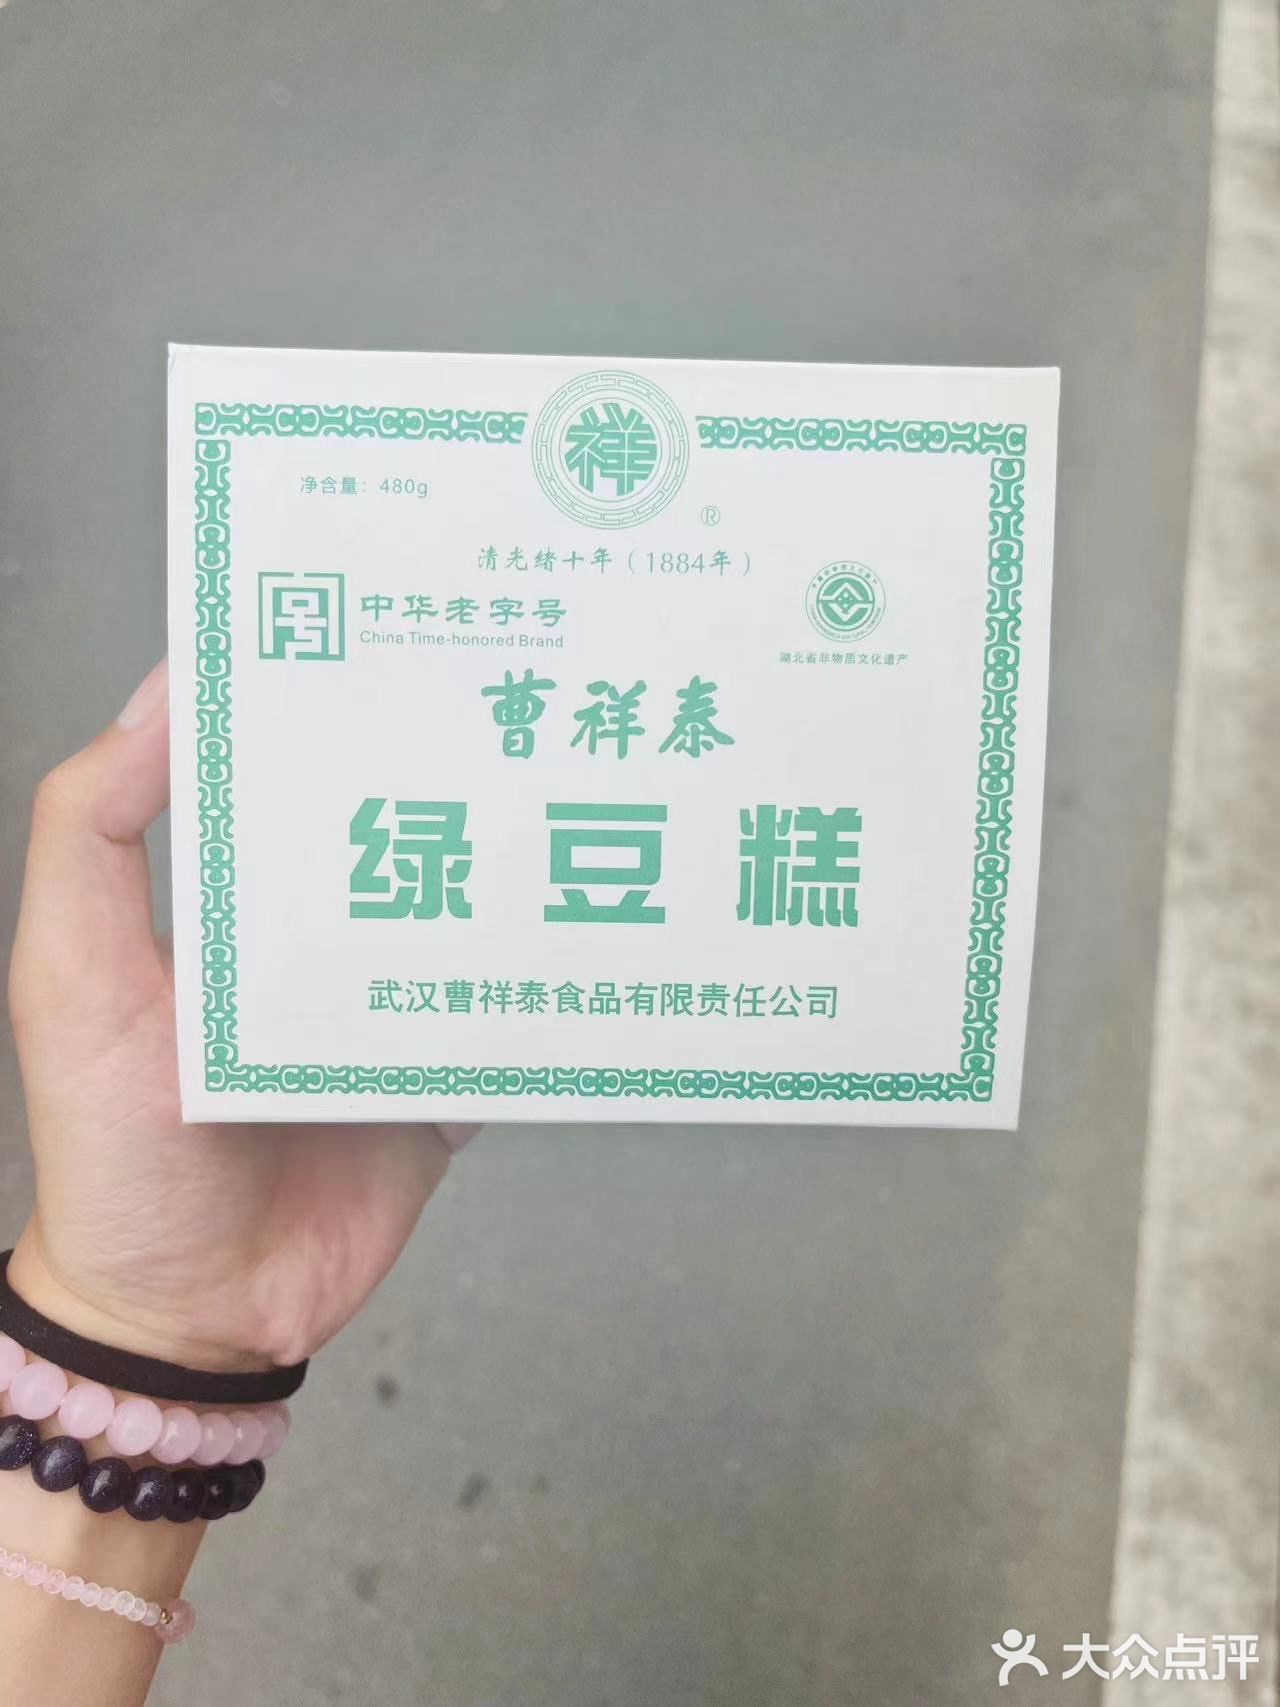 祥
®
净含量：480g
清光绪十年（1884年）
中华老字号
China Time-honored Brand
湖北省非物质文化遗产
曹祥泰
绿豆糕
武汉曹祥泰食品有限责任公司
大众点评